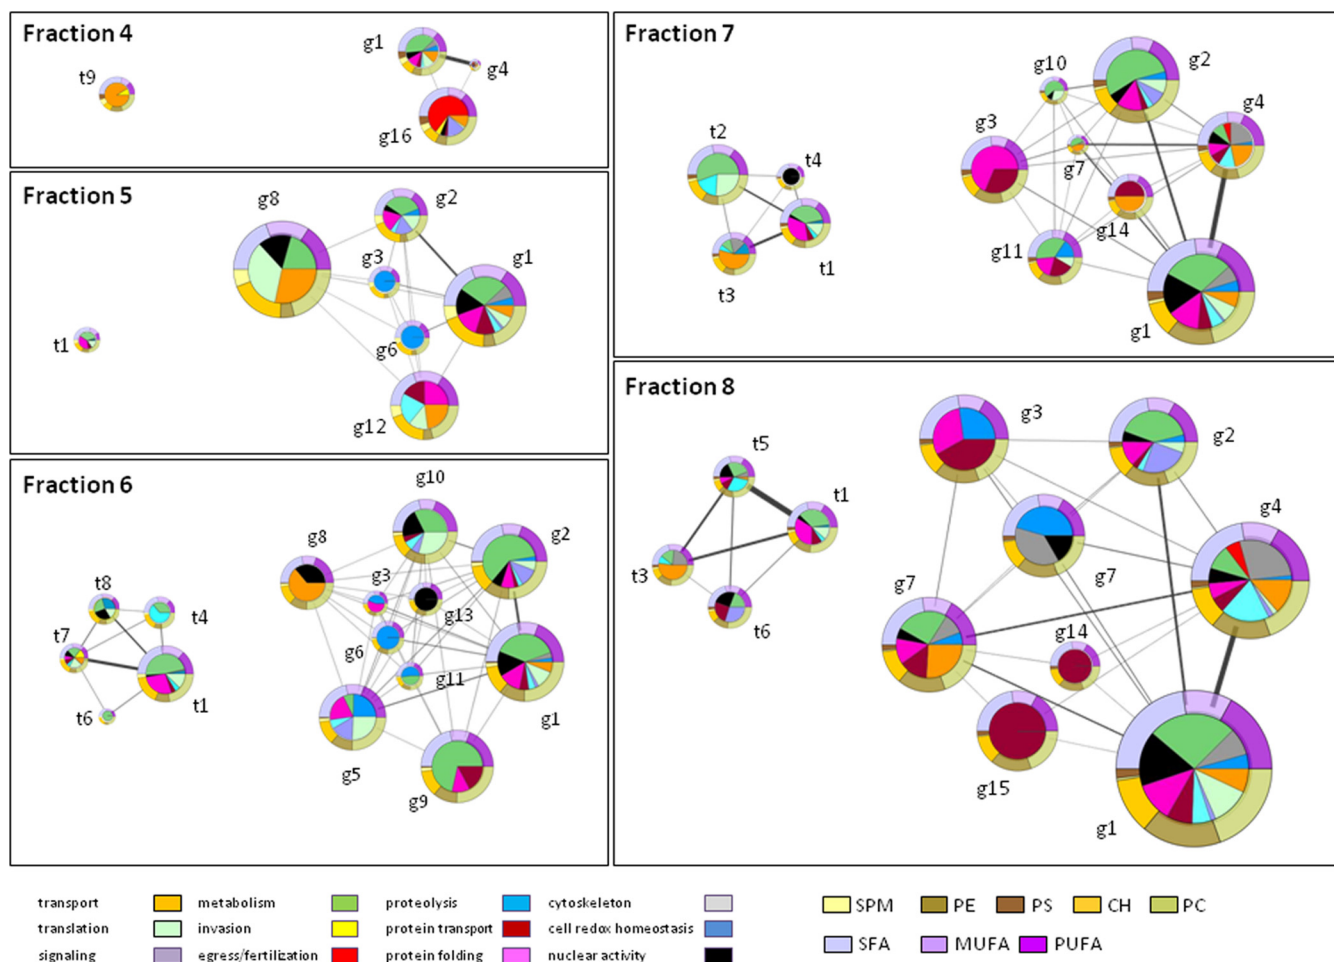 Fraction 4
t9
g1
g4
g16
Fraction 5
t1
g8
g2
g3
g1
g6
g12
Fraction 6
t8
t4
t7
t6
t1
g10
g8
g2
g3
g13
g6
g11
g1
g5
g9
Fraction 7
t2
t4
t3
t1
g10
g2
g4
g3
g7
g14
g11
g1
Fraction 8
t5
t1
t3
t6
g3
g2
g4
g7
g7
g14
g15
g1
transport metabolism proteolysis cytoskeleton
translation invasion protein transport cell redox homeostasis
signaling egress/fertilization protein folding nuclear activity
SPM PE PS CH PC
SFA MUFA PUFA